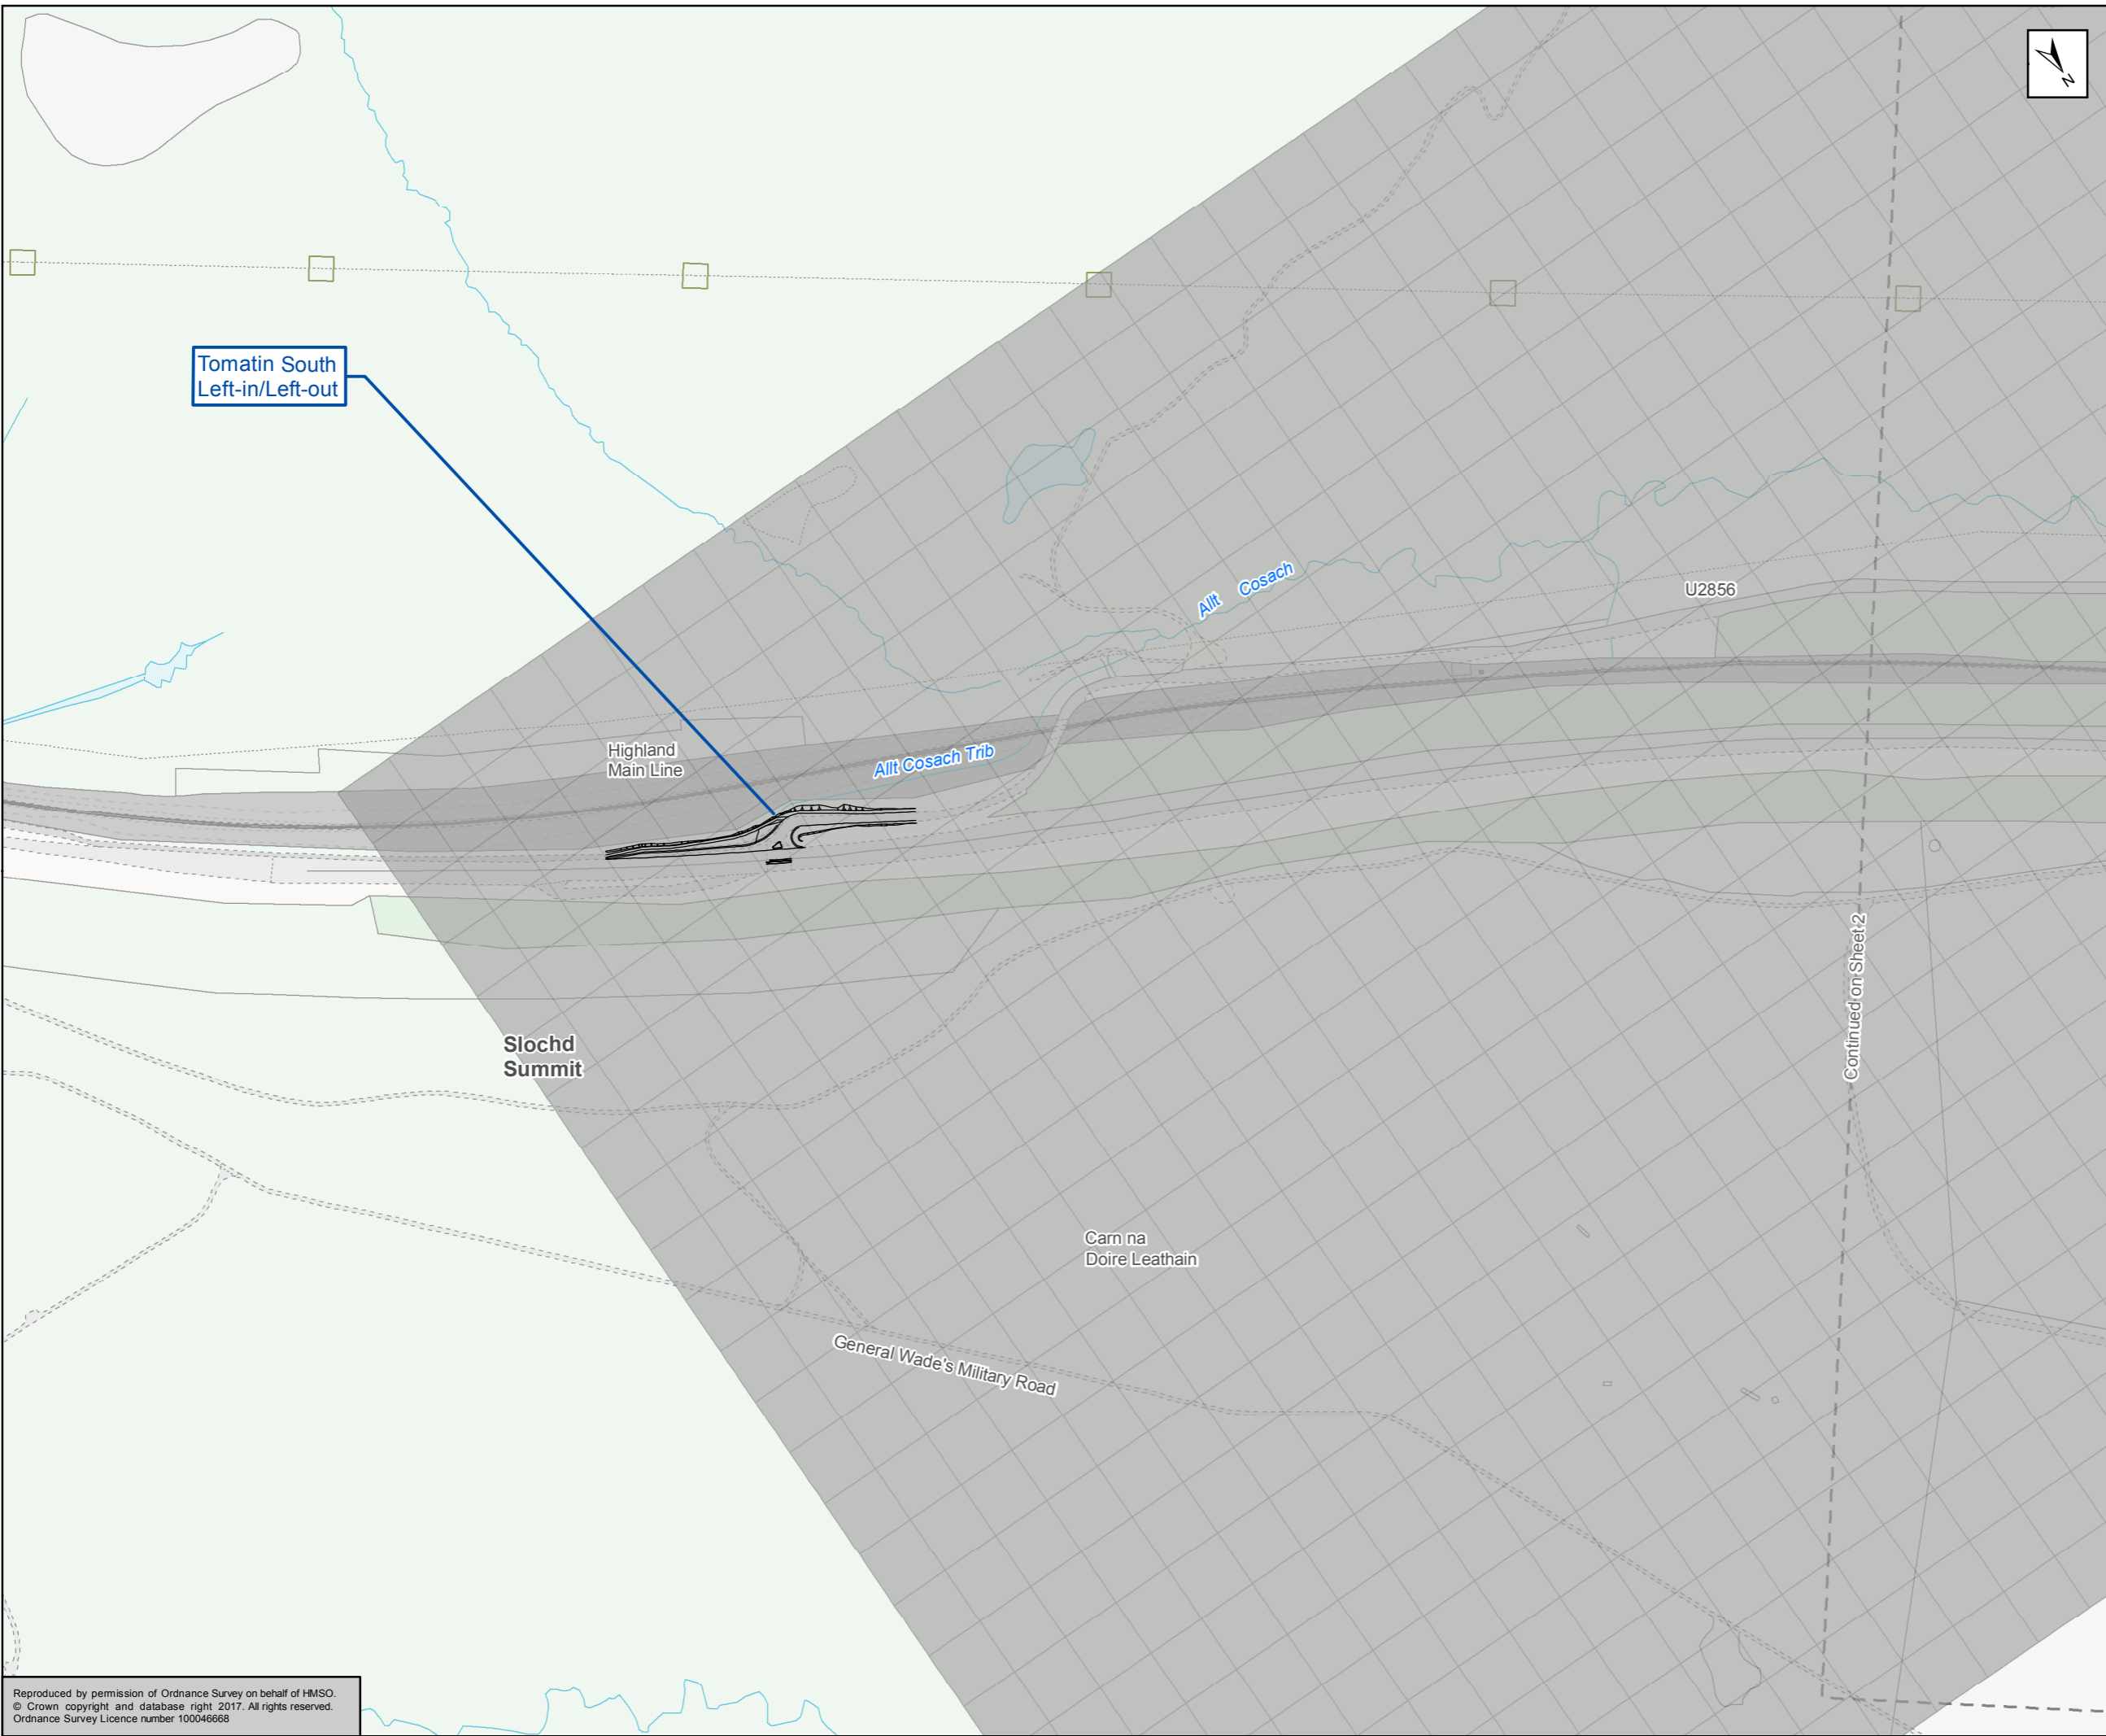 N
Tomatin South
Left-in/Left-out
Allt Cosach
U2856
Highland
Main Line
Allt Cosach Trib
Continued on Sheet 2
Slochd
Summit
Carn na
Doire Leathain
General Wade's Military Road
Reproduced by permission of Ordnance Survey on behalf of HMSO.
© Crown copyright and database right 2017. All rights reserved.
Ordnance Survey Licence number 100046668